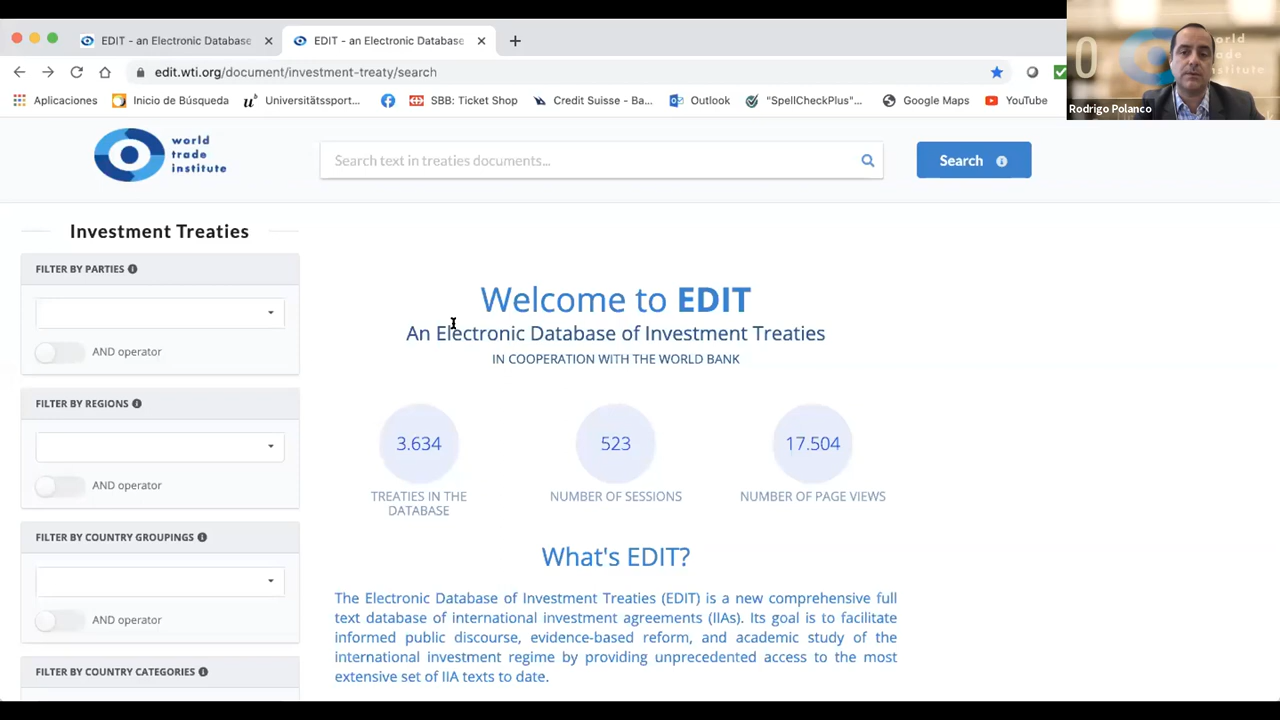 EDIT - an Electronic Database
EDIT - an Electronic Database
edit.wti.org/document/investment-treaty/search
Aplicaciones
Inicio de Búsqueda
Universitätssport...
SBB: Ticket Shop
Credit Suisse - Ba...
Outlook
"SpellCheckPlus"...
Google Maps
YouTube
Rodrigo Polanco
world
trade
institute
Search text in treaties documents...
Search
Investment Treaties
FILTER BY PARTIES
AND operator
FILTER BY REGIONS
AND operator
FILTER BY COUNTRY GROUPINGS
AND operator
FILTER BY COUNTRY CATEGORIES
Welcome to EDIT
An Electronic Database of Investment Treaties
IN COOPERATION WITH THE WORLD BANK
3.634
TREATIES IN THE
DATABASE
523
NUMBER OF SESSIONS
17.504
NUMBER OF PAGE VIEWS
What's EDIT?
The Electronic Database of Investment Treaties (EDIT) is a new comprehensive full
text database of international investment agreements (IIAs). Its goal is to facilitate
informed public discourse, evidence-based reform, and academic study of the
international investment regime by providing unprecedented access to the most
extensive set of IIA texts to date.